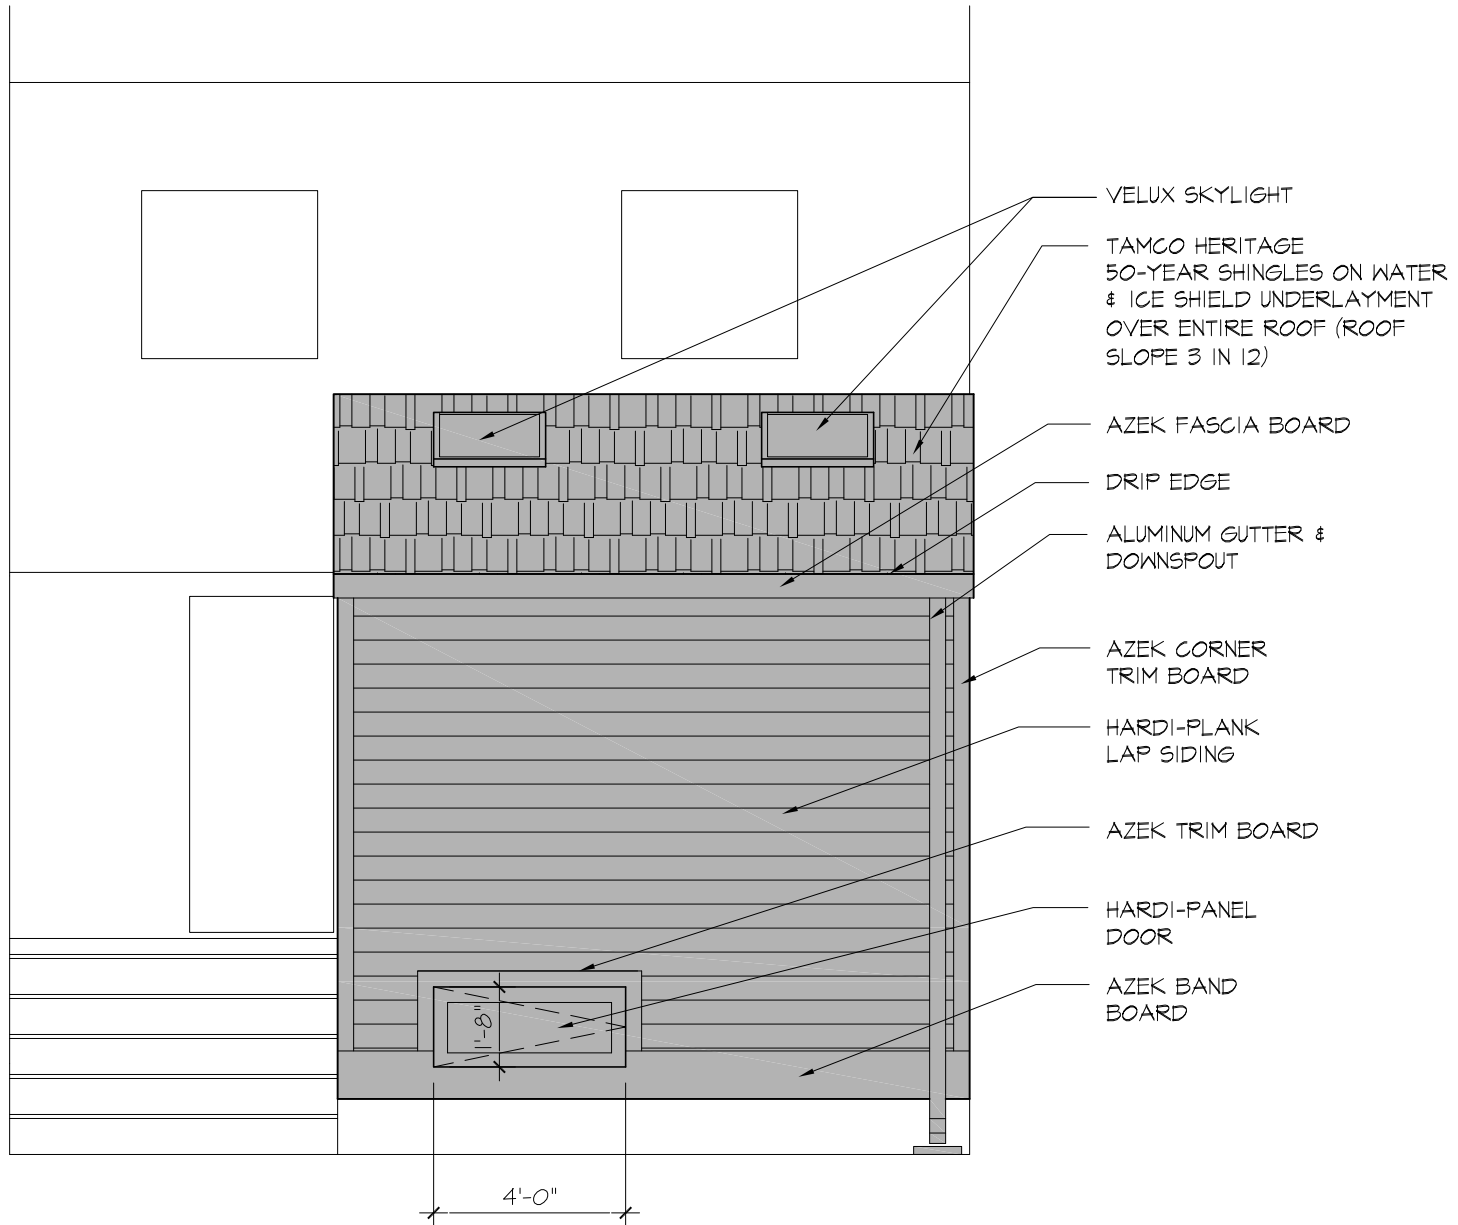 VELUX SKYLIGHT
TAMCO HERITAGE
50-YEAR SHINGLES ON WATER
& ICE SHIELD UNDERLAYMENT
OVER ENTIRE ROOF (ROOF
SLOPE 3 IN 12)
AZEK FASCIA BOARD
DRIP EDGE
ALUMINUM GUTTER &
DOWNSPOUT
AZEK CORNER
TRIM BOARD
HARDI-PLANK
LAP SIDING
AZEK TRIM BOARD
HARDI-PANEL
DOOR
AZEK BAND
BOARD
1'-8"
4'-0"